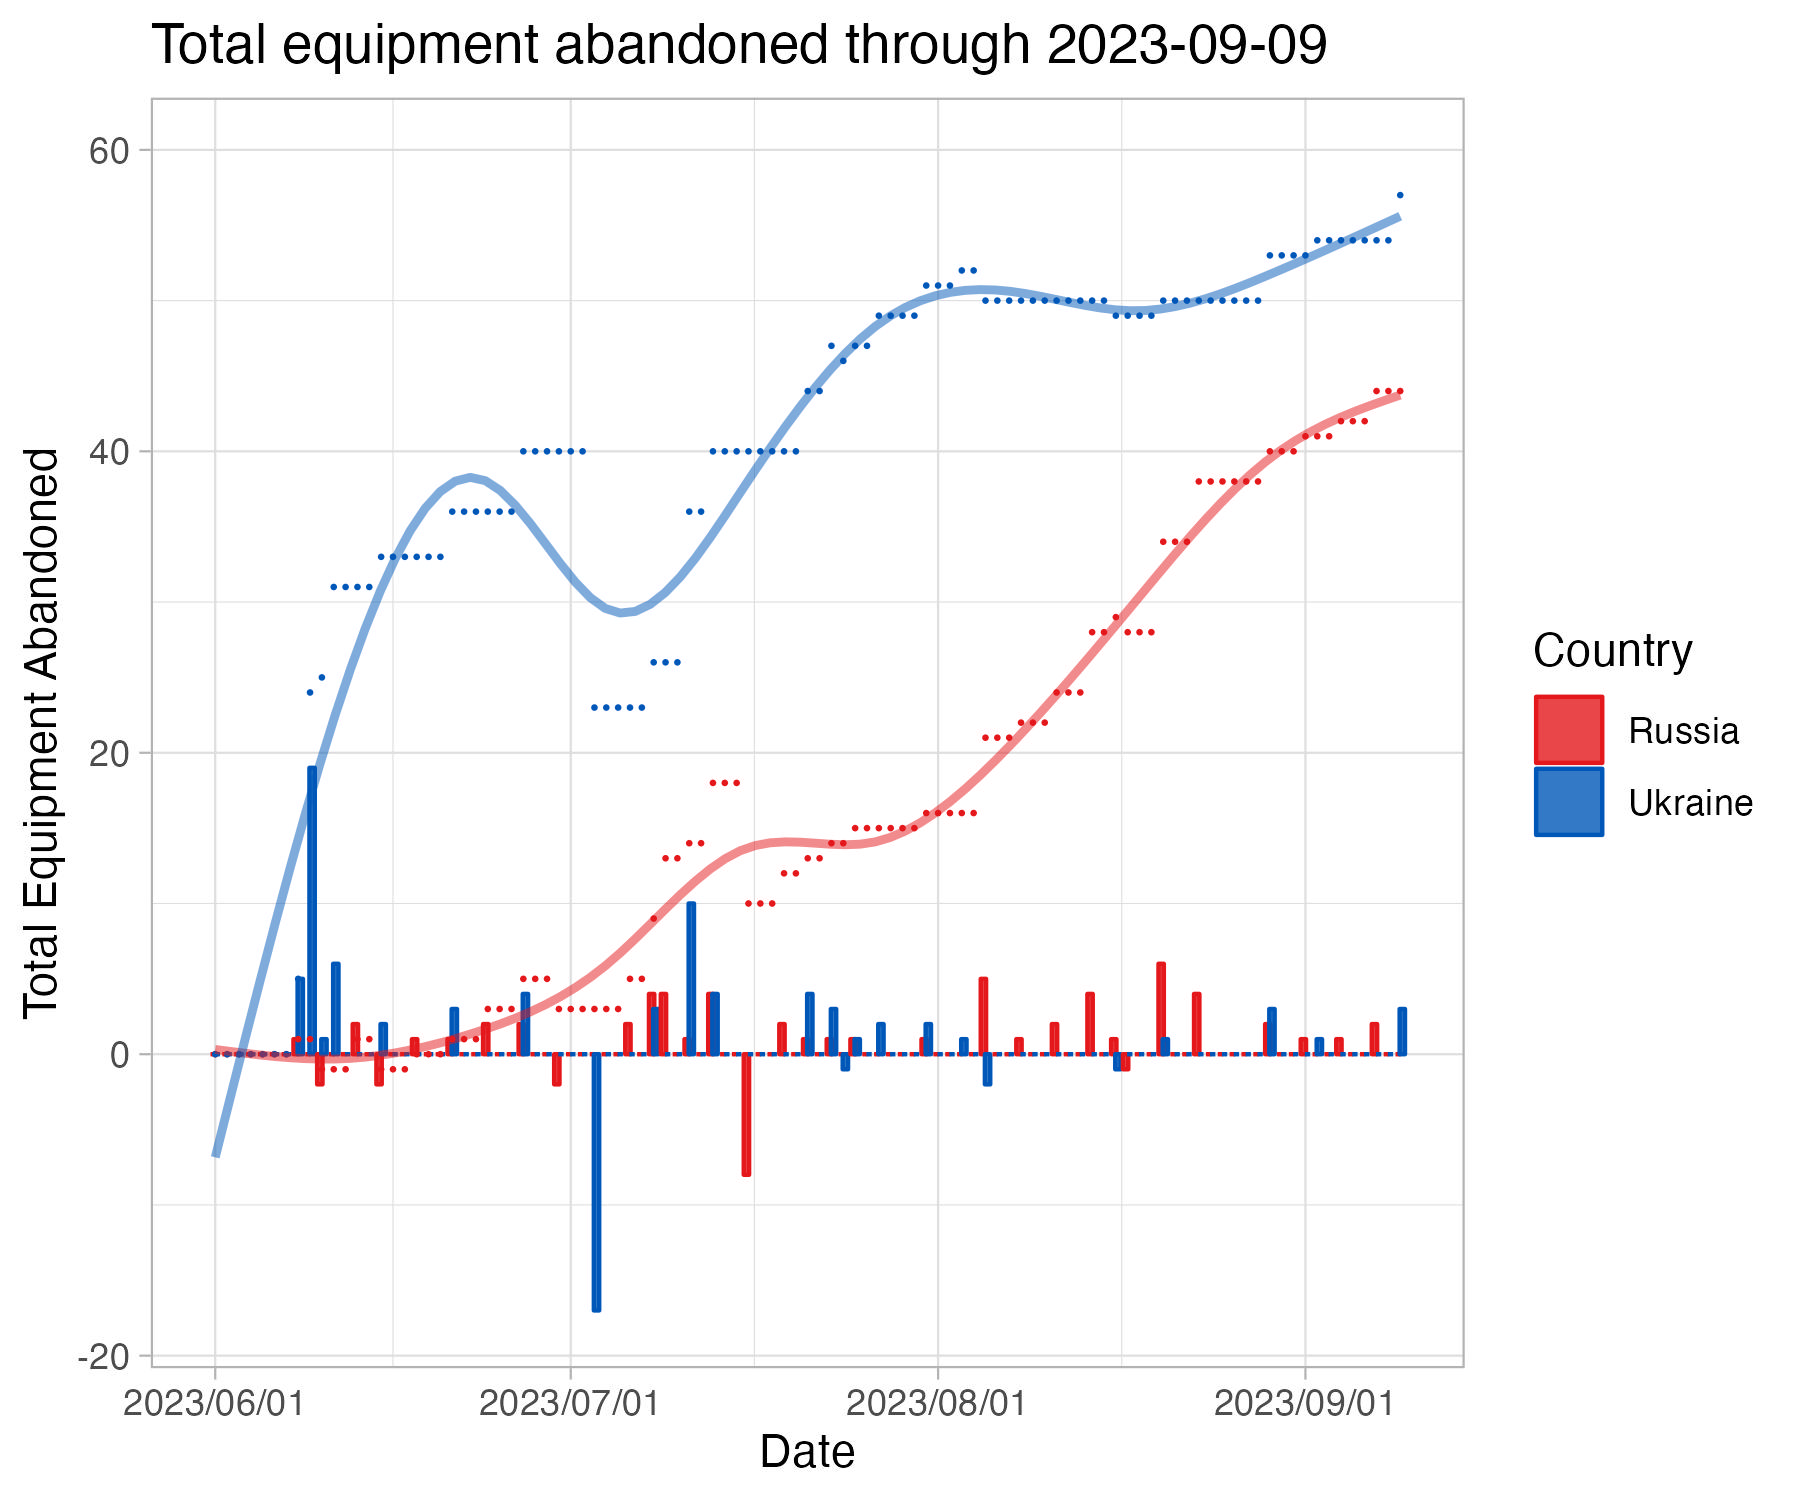 Total equipment abandoned through 2023-09-09
Total Equipment Abandoned
60
40
20
0
-20
2023/06/01
2023/07/01
2023/08/01
2023/09/01
Date
Country
Russia
Ukraine